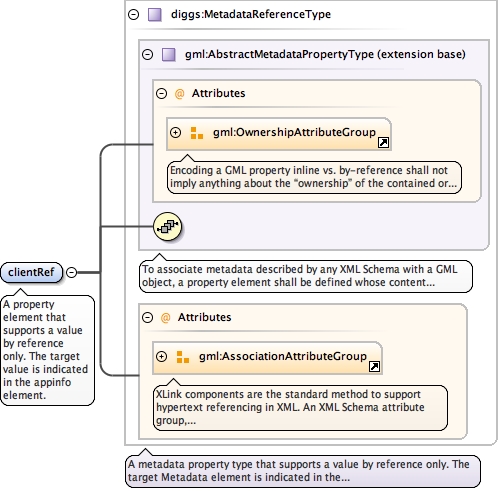 diggs:MetadataReferenceType
gml:AbstractMetadataPropertyType (extension base)
@ Attributes
gml:OwnershipAttributeGroup
Encoding a GML property inline vs. by-reference shall not
imply anything about the “ownership” of the contained or...
To associate metadata described by any XML Schema with a GML
object, a property element shall be defined whose content...
clientRef
A property
element that
supports a value
by reference
only. The target
value is indicated
in the appinfo
element.
@ Attributes
gml:AssociationAttributeGroup
XLink components are the standard method to support
hypertext referencing in XML. An XML Schema attribute
group,...
A metadata property type that supports a value by reference only. The
target Metadata element is indicated in the...